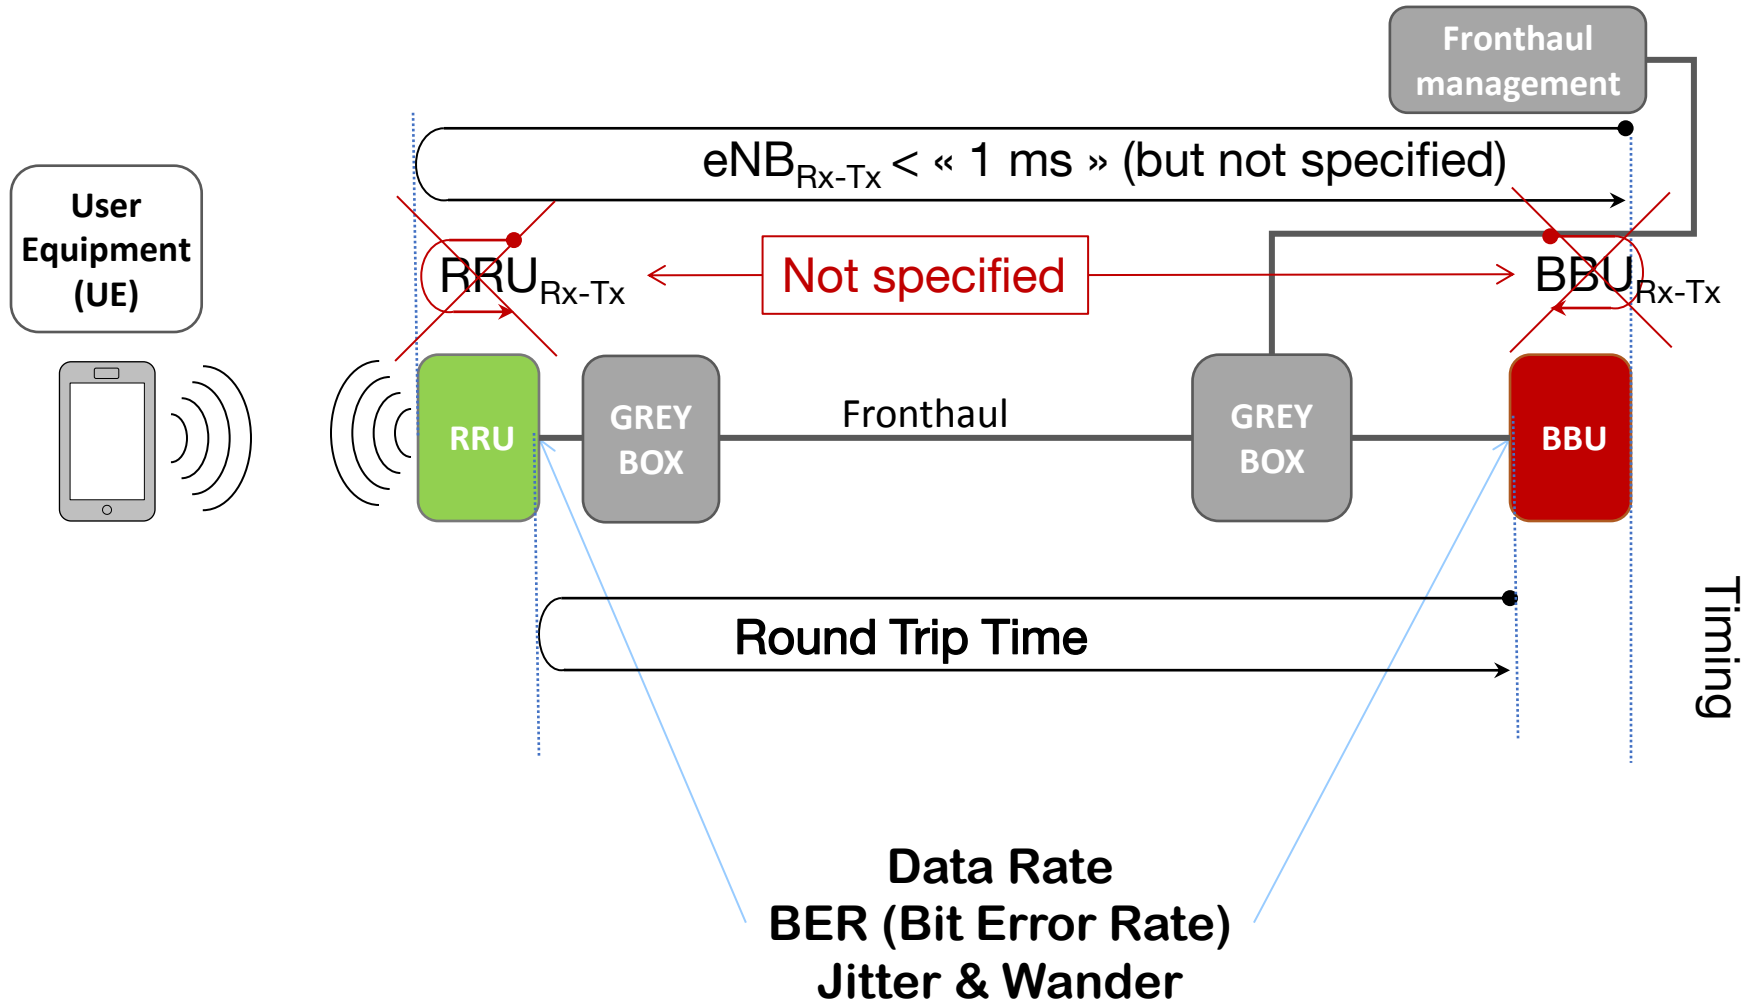 Fronthaul
management
eNBRx-Tx < « 1 ms » (but not specified)
User
Equipment
(UE)
RRURx-Tx
Not specified
BBURx-Tx
RRU
GREY
BOX
Fronthaul
GREY
BOX
BBU
Round Trip Time
Timing
Data Rate
BER (Bit Error Rate)
Jitter & Wander